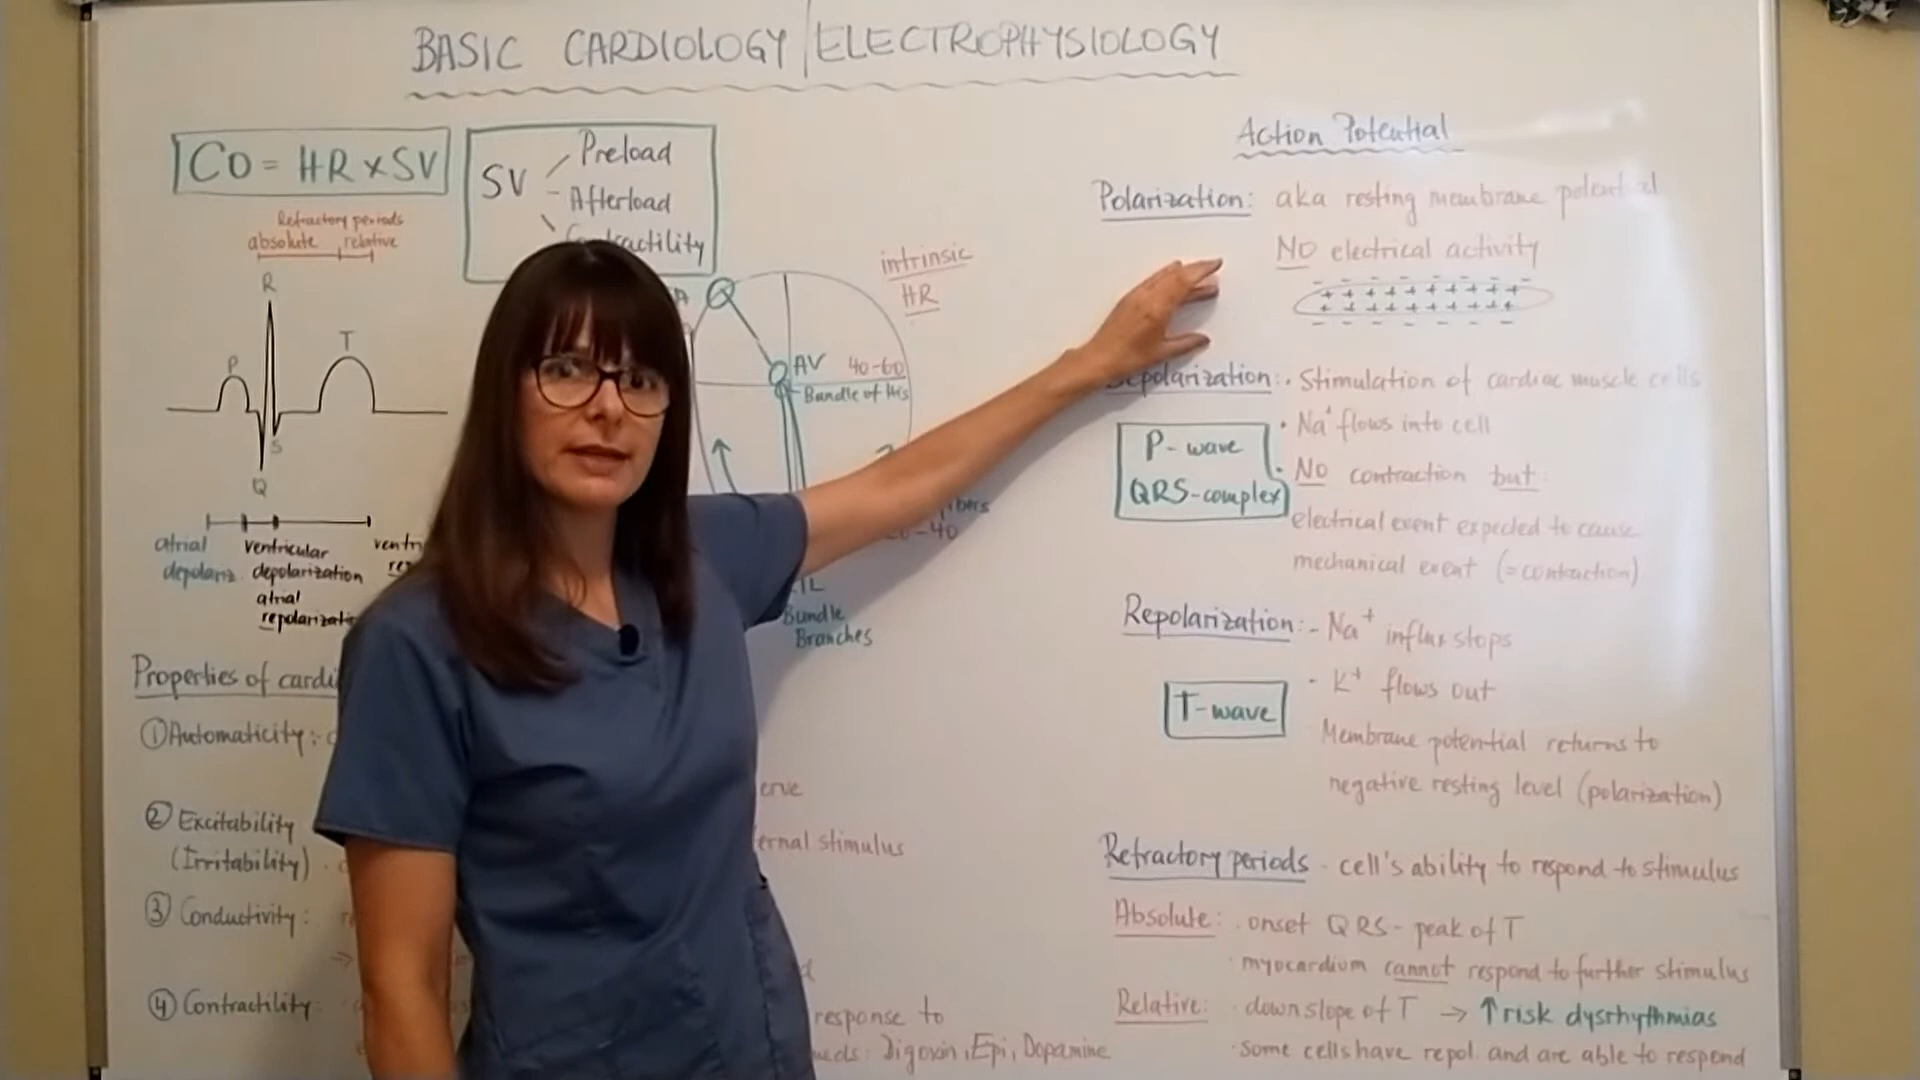 BASIC CARDIOLOGY/ELECTROPHYSIOLOGY
CO = HR x SV
SV
Preload
Afterload
Contractility
Refractory periods
absolute relative
R
P
T
S
Q
atrial
depolariz.
ventricular
depolarization
atrial
Properties of
① Automaticity:
② Excitability
(Irritability)
③ Conductivity:
④ Contractility:
intrinsic
HR
AV 40-60
Bundle of His
Bundle
Branches
response to
Digoxin, Epi, Dopamine
Action Potential
Polarization: aka resting membrane potential
NO electrical activity
- - - - - - - - - -
+ + + + + + + + + +
+ + + + + + + + + +
- - - - - - - -
Depolarization: · Stimulation of cardiac muscle cells
· Na⁺ flows into cell
P-wave
QRS-complex
· NO contraction but:
electrical event expected to cause
mechanical event (=contraction)
Repolarization: - Na⁺ influx stops
- K⁺ flows out
T-wave
Membrane potential returns to
negative resting level (polarization)
Refractory periods - cell's ability to respond to stimulus
Absolute: · onset QRS - peak of T
· myocardium cannot respond to further stimulus
Relative: · downslope of T → ↑ risk dysrhythmias
· Some cells have repol. and are able to respond